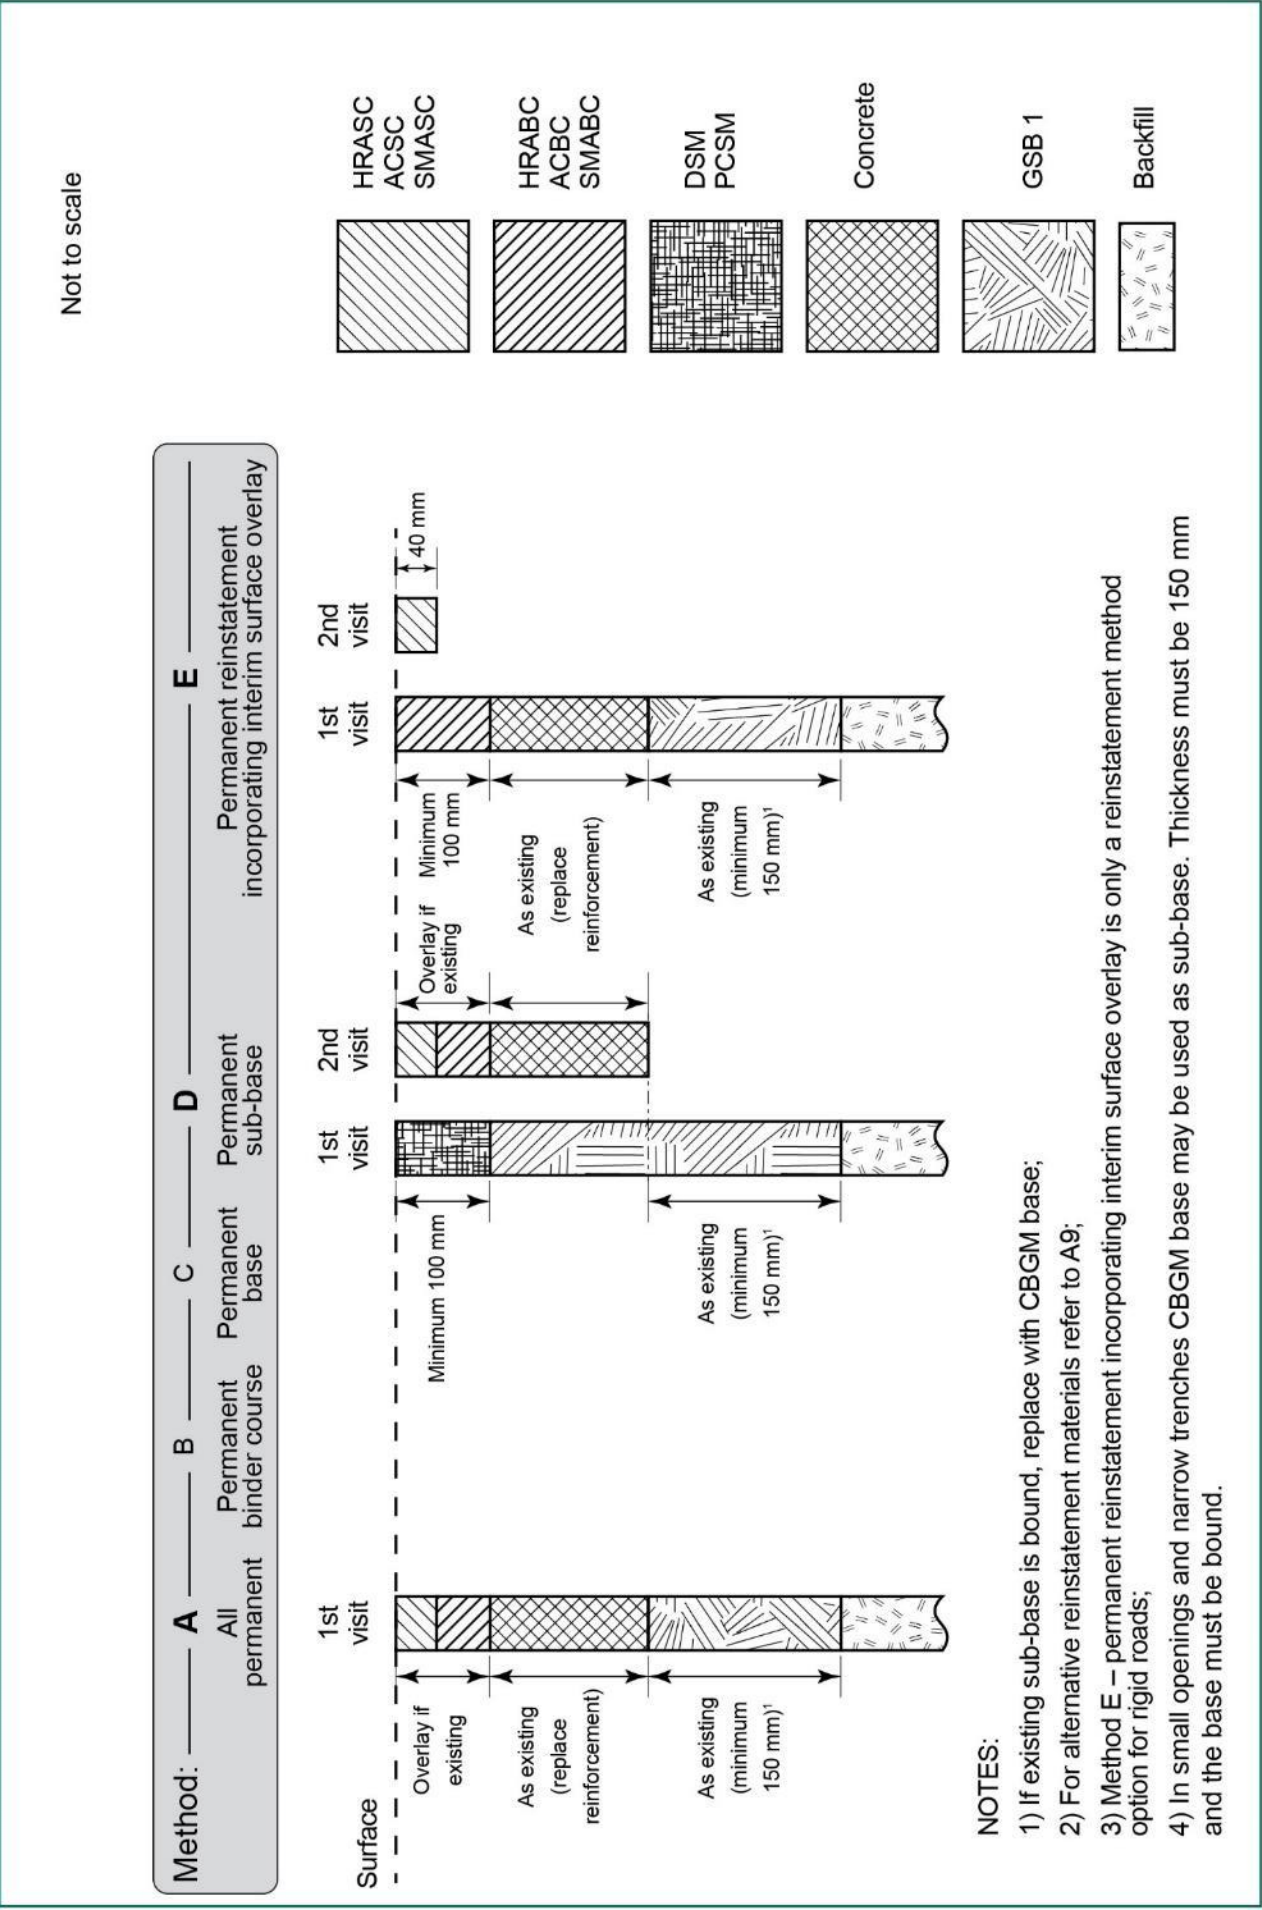 Not to scale
Method: A B C D E
All
permanent
Permanent
binder course
Permanent
base
Permanent
sub-base
Permanent reinstatement
incorporating interim surface overlay
1st
visit
1st
visit
2nd
visit
1st
visit
2nd
visit
Surface
Overlay if
existing
As existing
(replace
reinforcement)
As existing
(minimum
150 mm)¹
Minimum 100 mm
As existing
(minimum
150 mm)¹
Overlay if
existing
Minimum
100 mm
As existing
(replace
reinforcement)
As existing
(minimum
150 mm)¹
40 mm
HRASC
ACSC
SMASC
HRABC
ACBC
SMABC
DSM
PCSM
Concrete
GSB 1
Backfill
NOTES:
1) If existing sub-base is bound, replace with CBGM base;
2) For alternative reinstatement materials refer to A9;
3) Method E – permanent reinstatement incorporating interim surface overlay is only a reinstatement method
option for rigid roads;
4) In small openings and narrow trenches CBGM base may be used as sub-base. Thickness must be 150 mm
and the base must be bound.